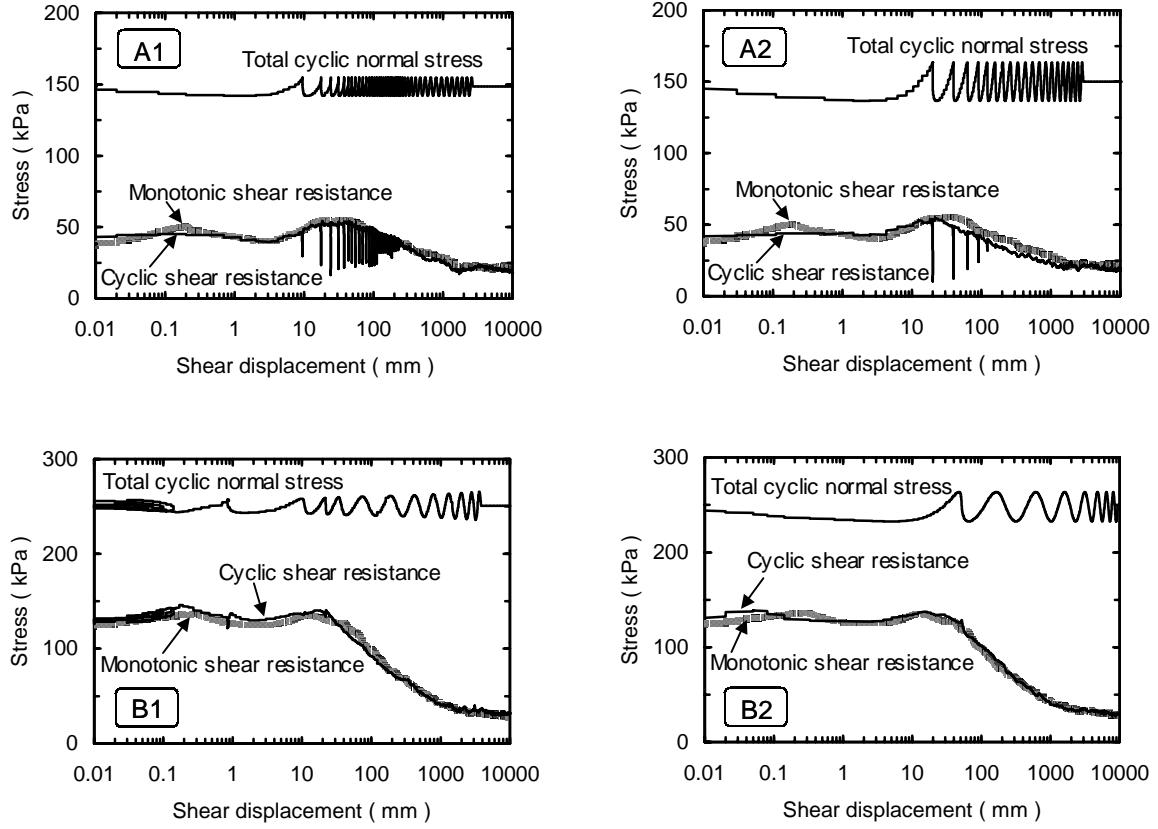 A1
Total cyclic normal stress
Monotonic shear resistance
Cyclic shear resistance
Stress ( kPa )
200
150
100
50
0
0.01 0.1 1 10 100 1000 10000
Shear displacement ( mm )
A2
Total cyclic normal stress
Monotonic shear resistance
Cyclic shear resistance
Stress ( kPa )
200
150
100
50
0
0.01 0.1 1 10 100 1000 10000
Shear displacement ( mm )
Total cyclic normal stress
Cyclic shear resistance
Monotonic shear resistance
B1
Stress ( kPa )
300
250
200
150
100
50
0
0.01 0.1 1 10 100 1000 10000
Shear displacement ( mm )
Total cyclic normal stress
Cyclic shear resistance
Monotonic shear resistance
B2
Stress ( kPa )
300
250
200
150
100
50
0
0.01 0.1 1 10 100 1000 10000
Shear displacement ( mm )